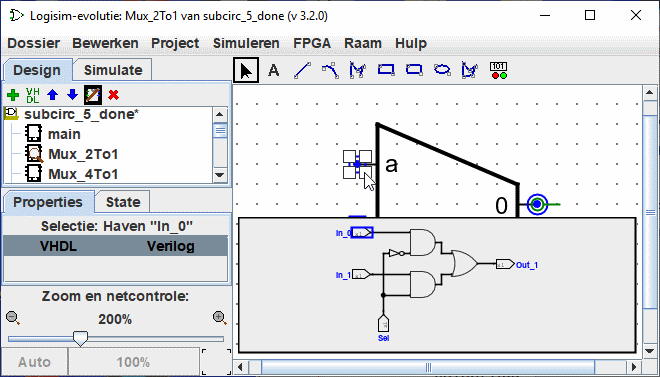 Logisim-evolutie: Mux_2To1 van subcirc_5_done (v 3.2.0)
Dossier Bewerken Project Simuleren FPGA Raam Hulp
Design Simulate
A
101
VH
DL
subcirc_5_done*
main
Mux_2To1
Mux_4To1
Properties State
Selectie: Haven "In_0"
VHDL Verilog
Zoom en netcontrole:
200%
Auto 100%
a
0
In_0
In_1
Out_1
Sel